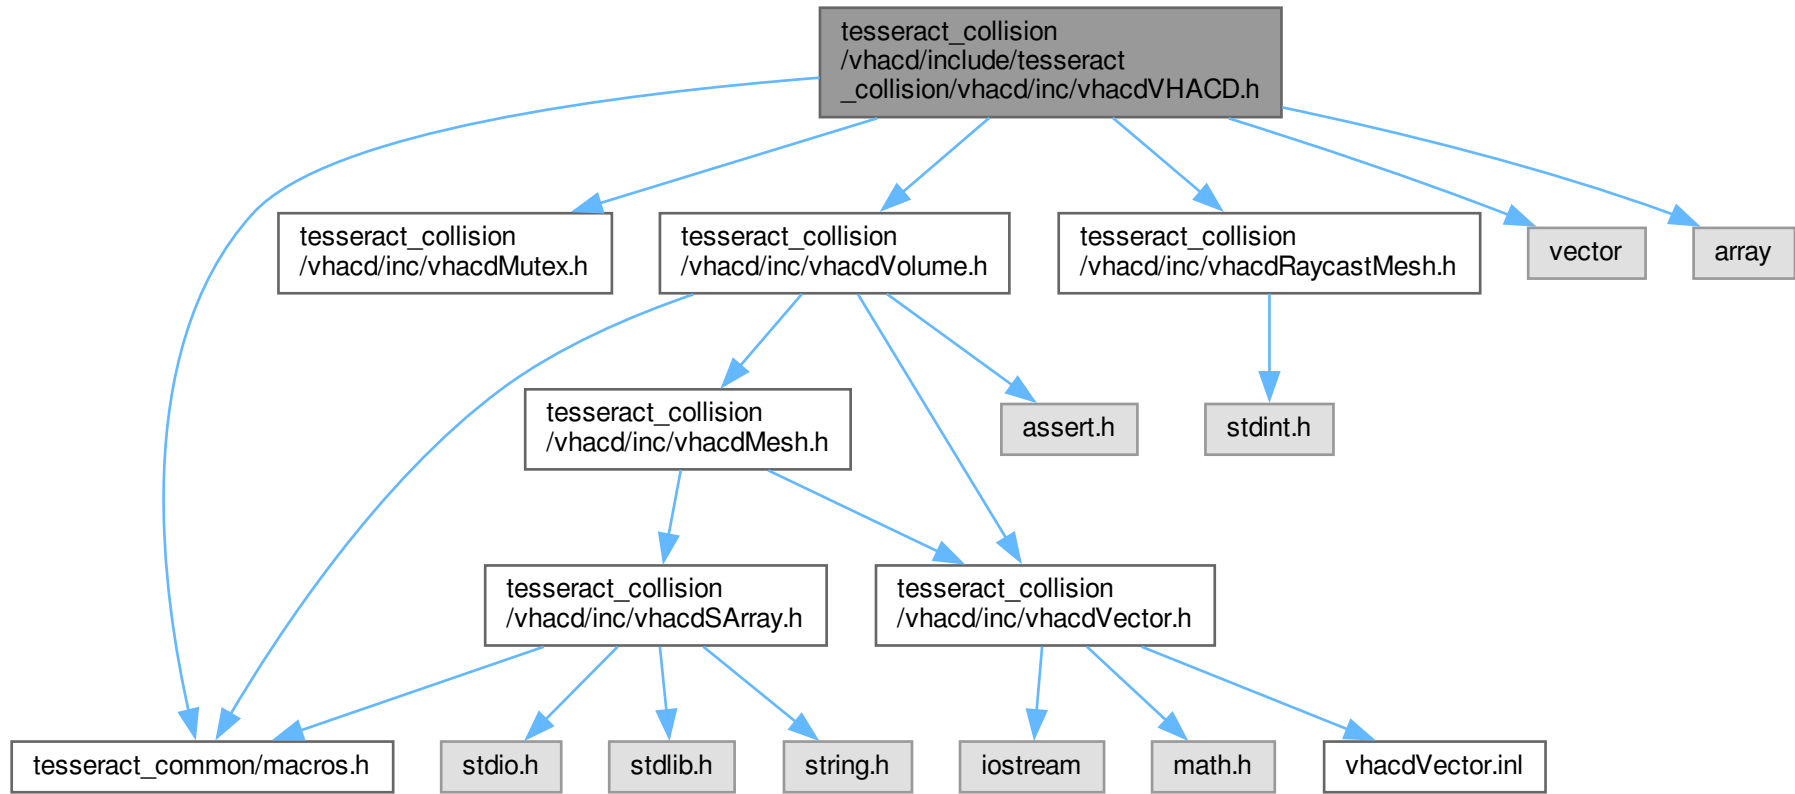 tesseract_collision
/vhacd/include/tesseract
_collision/vhacd/inc/vhacdVHACD.h
tesseract_collision
/vhacd/inc/vhacdMutex.h
tesseract_collision
/vhacd/inc/vhacdVolume.h
tesseract_collision
/vhacd/inc/vhacdRaycastMesh.h
vector
array
tesseract_collision
/vhacd/inc/vhacdMesh.h
assert.h
stdint.h
tesseract_collision
/vhacd/inc/vhacdSArray.h
tesseract_collision
/vhacd/inc/vhacdVector.h
tesseract_common/macros.h
stdio.h
stdlib.h
string.h
iostream
math.h
vhacdVector.inl